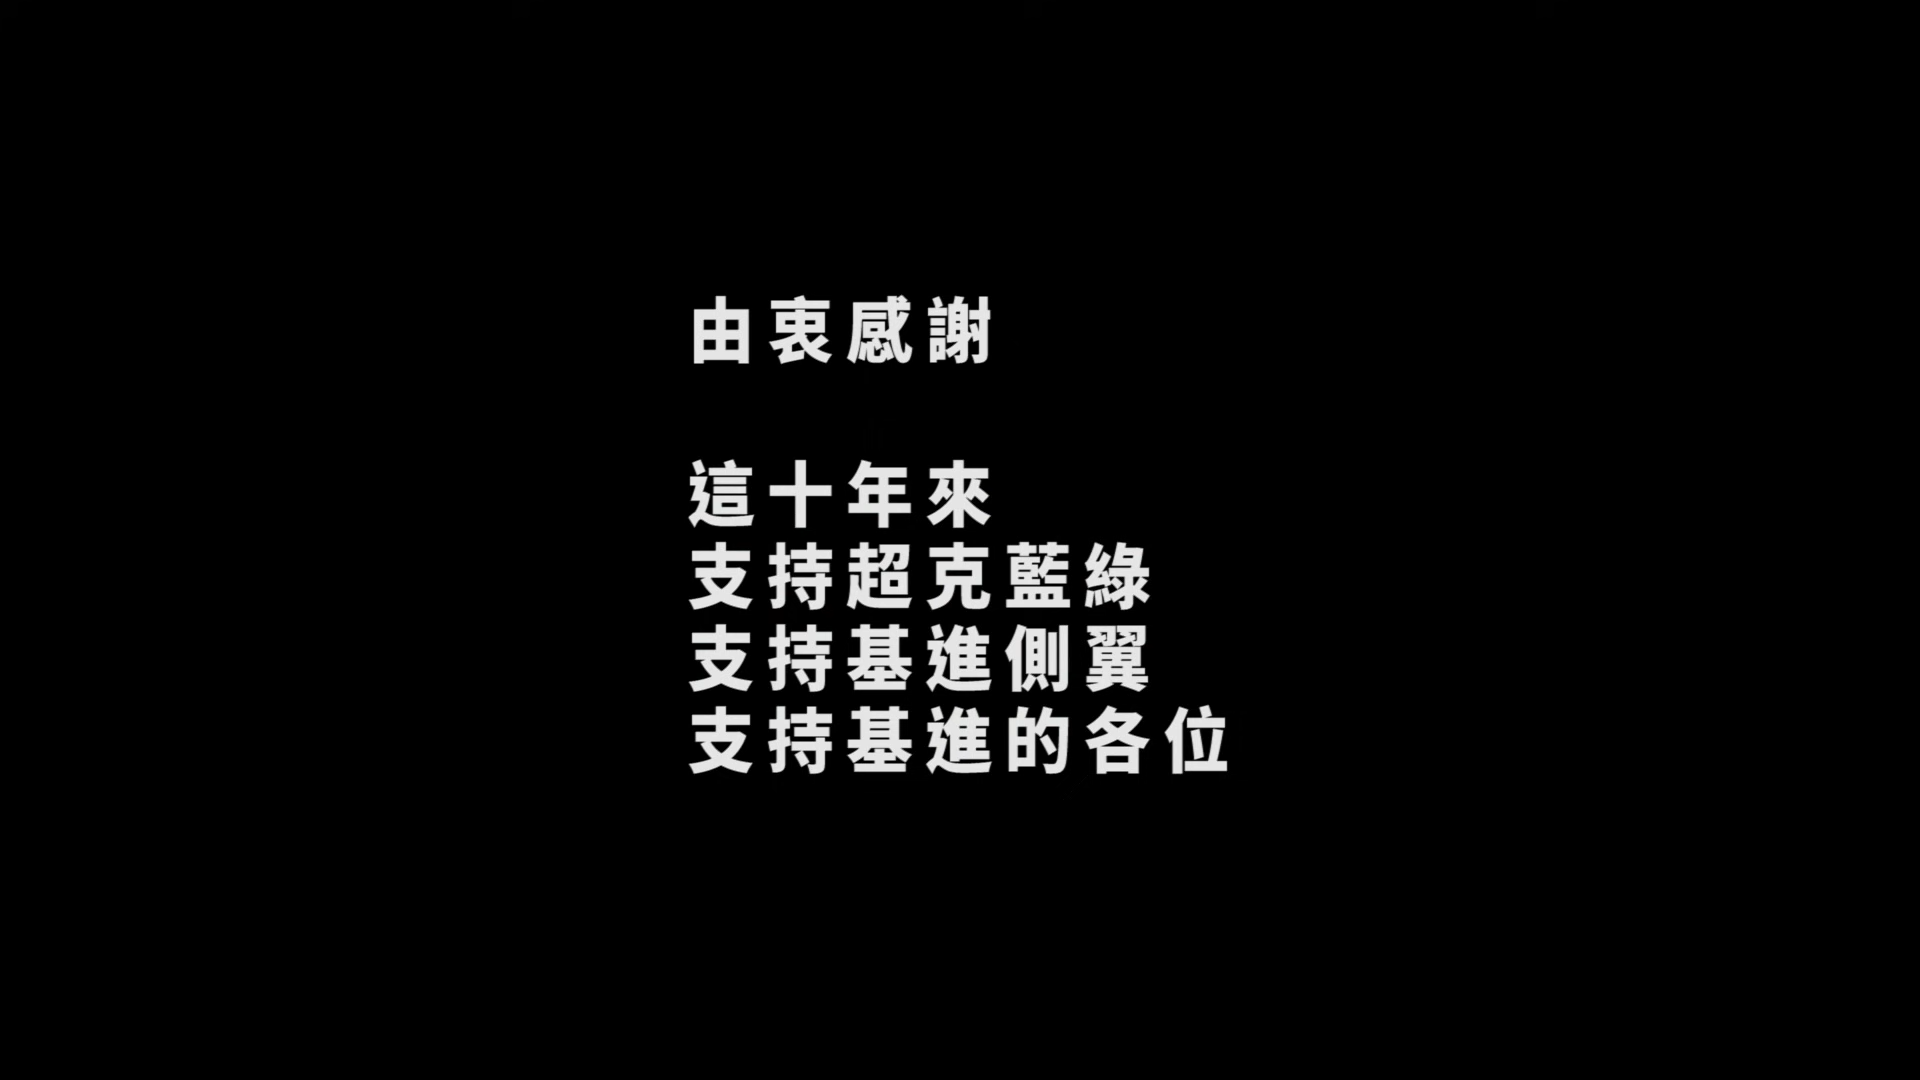 由衷感謝
這十年來
支持超克藍綠
支持基進側翼
支持基進的各位